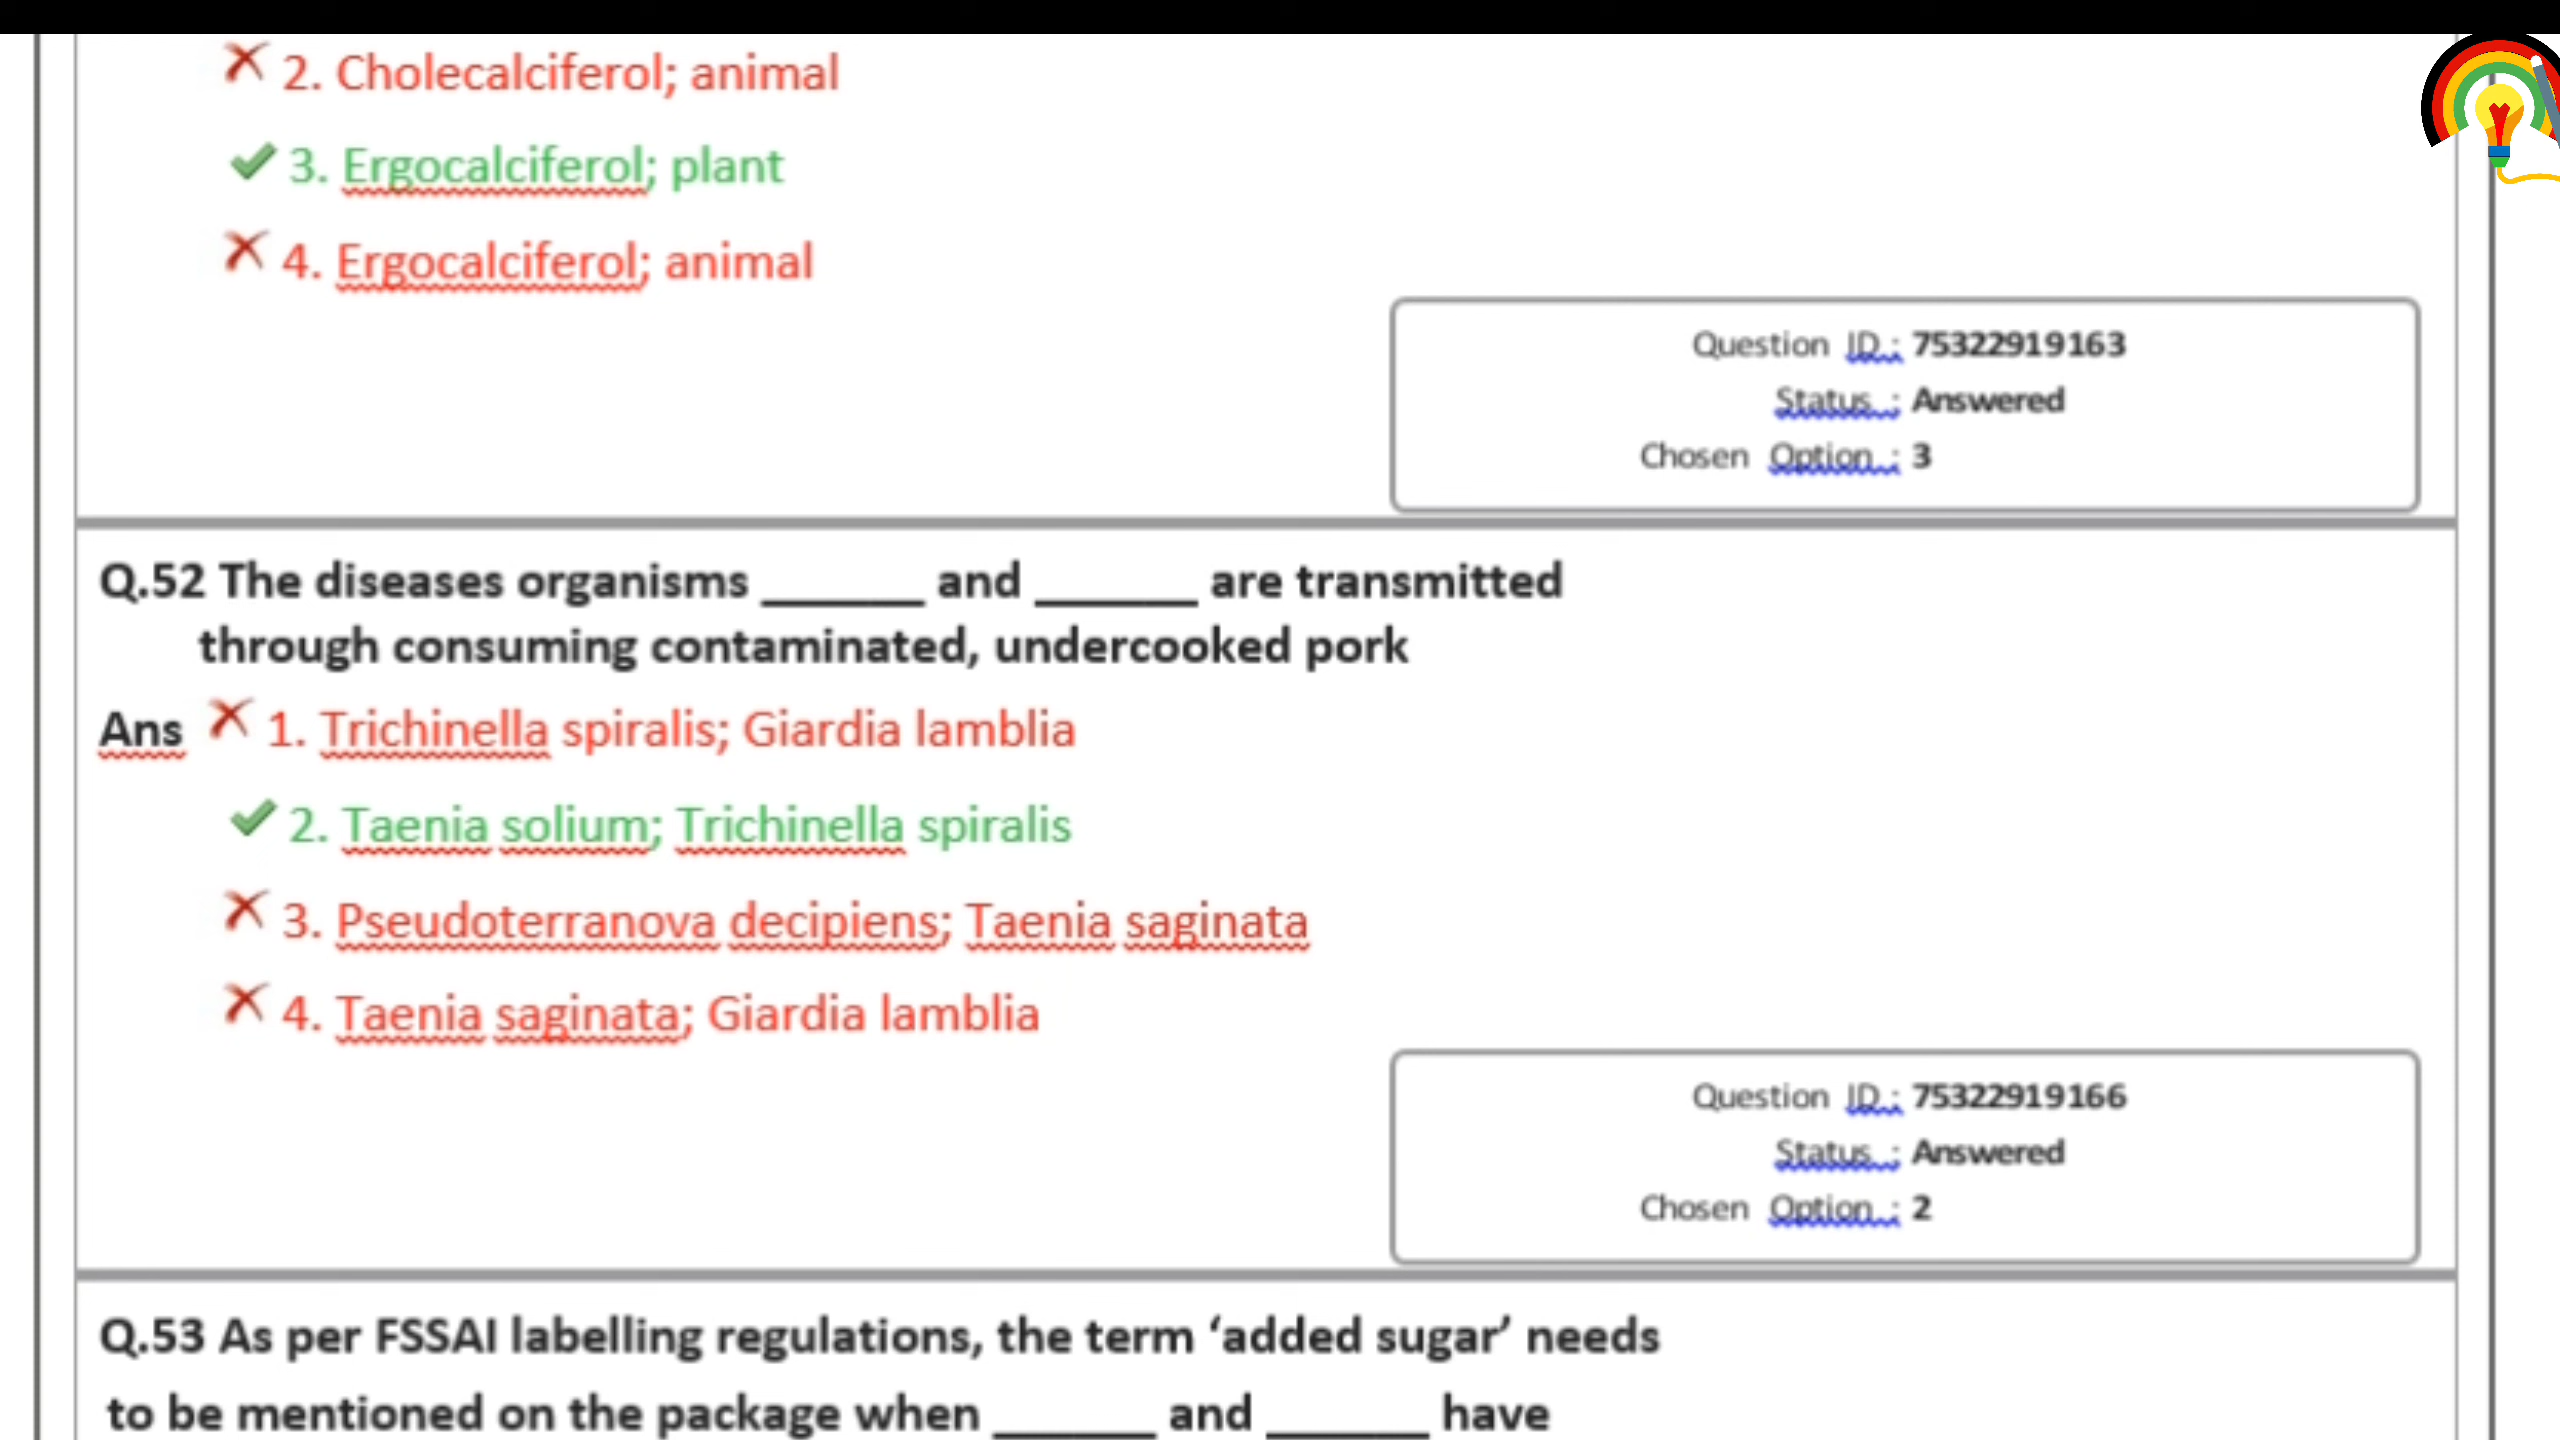 2. Cholecalciferol; animal
3. Ergocalciferol; plant
4. Ergocalciferol; animal
Question ID : 75322919163
Status : Answered
Chosen Option : 3
Q.52 The diseases organisms ______ and ______ are transmitted
through consuming contaminated, undercooked pork
Ans 1. Trichinella spiralis; Giardia lamblia
2. Taenia solium; Trichinella spiralis
3. Pseudoterranova decipiens; Taenia saginata
4. Taenia saginata; Giardia lamblia
Question ID : 75322919166
Status : Answered
Chosen Option : 2
Q.53 As per FSSAI labelling regulations, the term ‘added sugar’ needs
to be mentioned on the package when ______ and ______ have